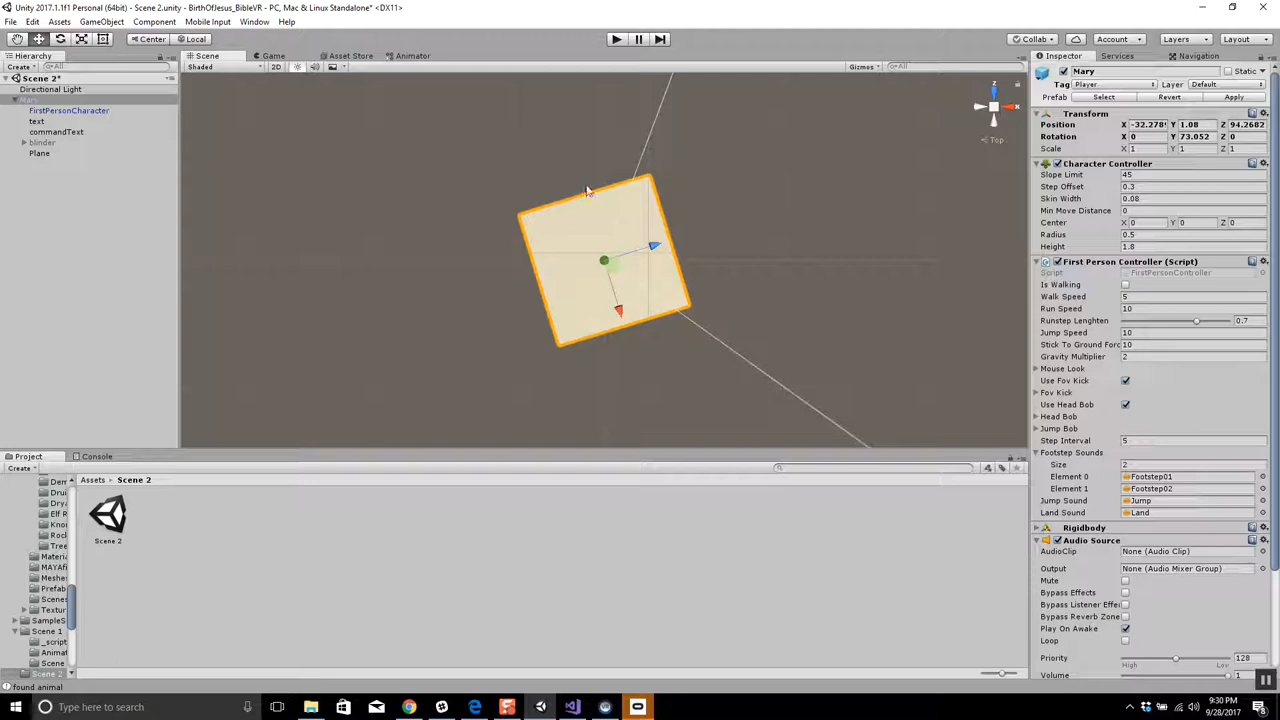 Unity 2017.1.1f1 Personal (64bit) - Scene 2.unity - BirthOfJesus_BibleVR - PC, Mac & Linux Standalone* <DX11>
File Edit Assets GameObject Component Mobile Input Window Help
Center Local Collab Account Layers Layout
Hierarchy Scene Game Asset Store Animator Inspector Services Navigation
Create All Shaded 2D Gizmos All Mary Static
Scene 2* Tag Player Layer Default
Directional Light Prefab Select Revert Apply
Mary
FirstPersonCharacter
text
commandText
blinder
Plane
z
x
Top
Transform
Position X -32.278 Y 1.08 Z 94.2682
Rotation X 0 Y 73.052 Z 0
Scale X 1 Y 1 Z 1
Character Controller
Slope Limit 45
Step Offset 0.3
Skin Width 0.08
Min Move Distance 0
Center X 0 Y 0 Z 0
Radius 0.5
Height 1.8
First Person Controller (Script)
Script FirstPersonController
Is Walking
Walk Speed 5
Run Speed 10
Runstep Lenghten 0.7
Jump Speed 10
Stick To Ground Forc 10
Gravity Multiplier 2
Mouse Look
Use Fov Kick
Fov Kick
Use Head Bob
Head Bob
Jump Bob
Step Interval 5
Footstep Sounds
Size 2
Element 0 Footstep01
Element 1 Footstep02
Jump Sound Jump
Land Sound Land
Rigidbody
Audio Source
AudioClip None (Audio Clip)
Output None (Audio Mixer Group)
Mute
Bypass Effects
Bypass Listener Effe
Bypass Reverb Zone
Play On Awake
Loop
Priority 128
High Low
Volume 1
Project Console
Create
Assets Scene 2
Dem
Drui
Dry
Elf R
Kno
Rock
Tree
Materia
MAYAfi
Meshe
Prefab
Scenes
Textur
SampleS
Scene 1
_script
Animat
Scene
Scene 2
Scene 2
found animal
Type here to search
9:30 PM
9/28/2017